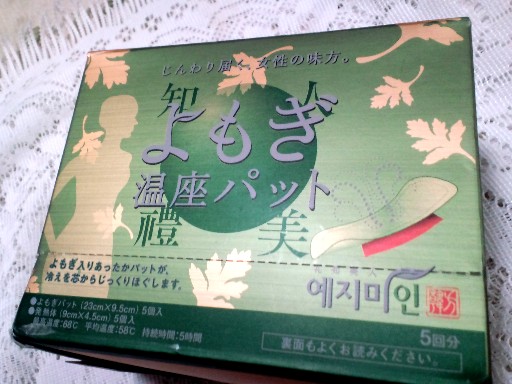 じんわり届く、女性の味方。
知人
よもぎ
温座パット
禮美
よもぎ入りあったかパットが、
冷えを芯からじっくりほぐします。
예지미인
●よもぎパット(23cm×9.5cm)5個入
●発熱体(9cm×4.5cm)5個入
最高温度:68℃ 平均温度:56℃ 持続時間:5時間
5回分
裏面もよくお読みください。